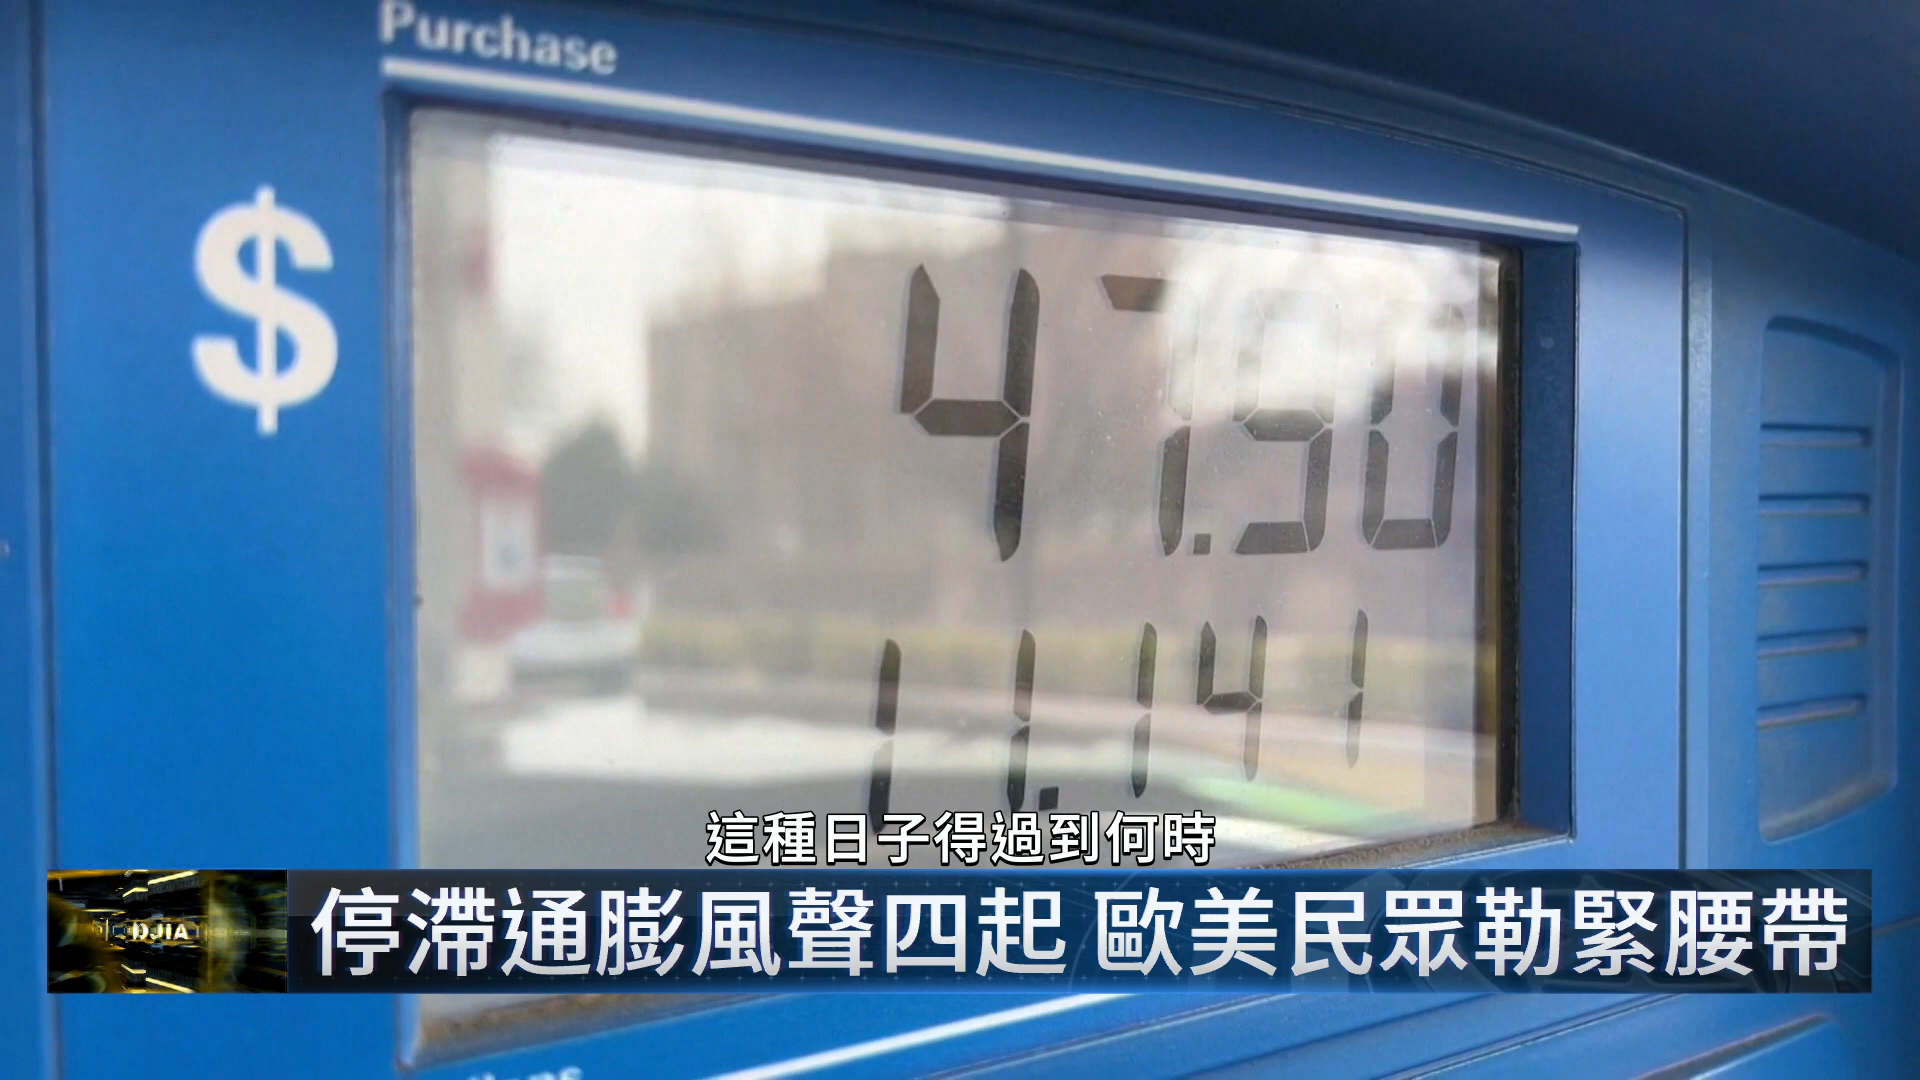 Purchase
$
47.90
11.141
這種日子得過到何時
DJIA
停滯通膨風聲四起 歐美民眾勒緊腰帶